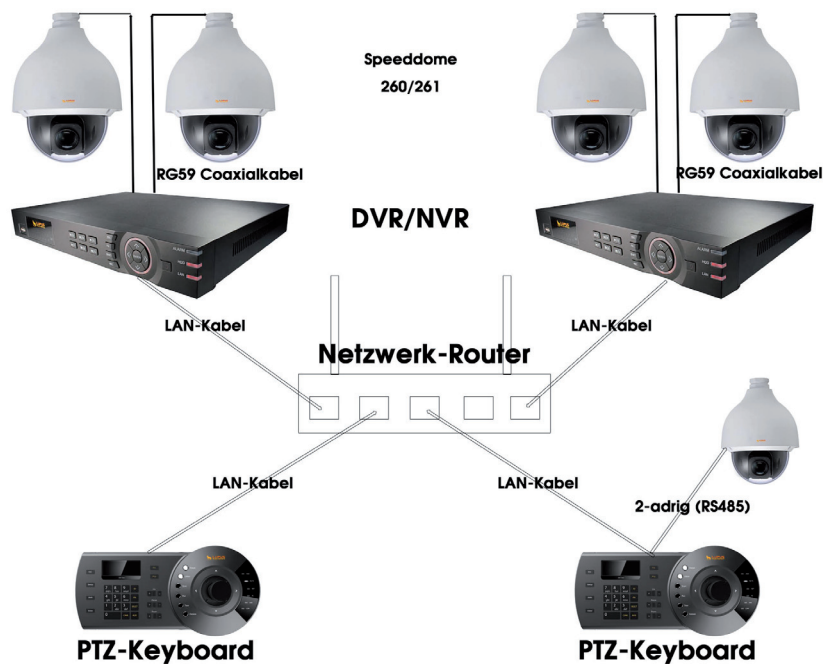 Speeddome
260/261
RG59 Coaxialkabel
RG59 Coaxialkabel
DVR/NVR
LAN-Kabel
LAN-Kabel
Netzwerk-Router
LAN-Kabel
LAN-Kabel
2-adrig (RS485)
PTZ-Keyboard
PTZ-Keyboard